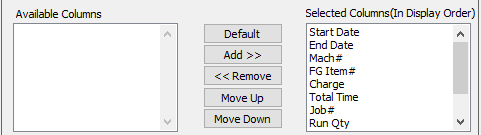 Available Columns
Default
Add >>
<< Remove
Move Up
Move Down
Selected Columns(In Display Order)
Start Date
End Date
Mach#
FG Item#
Charge
Total Time
Job#
Run Qty